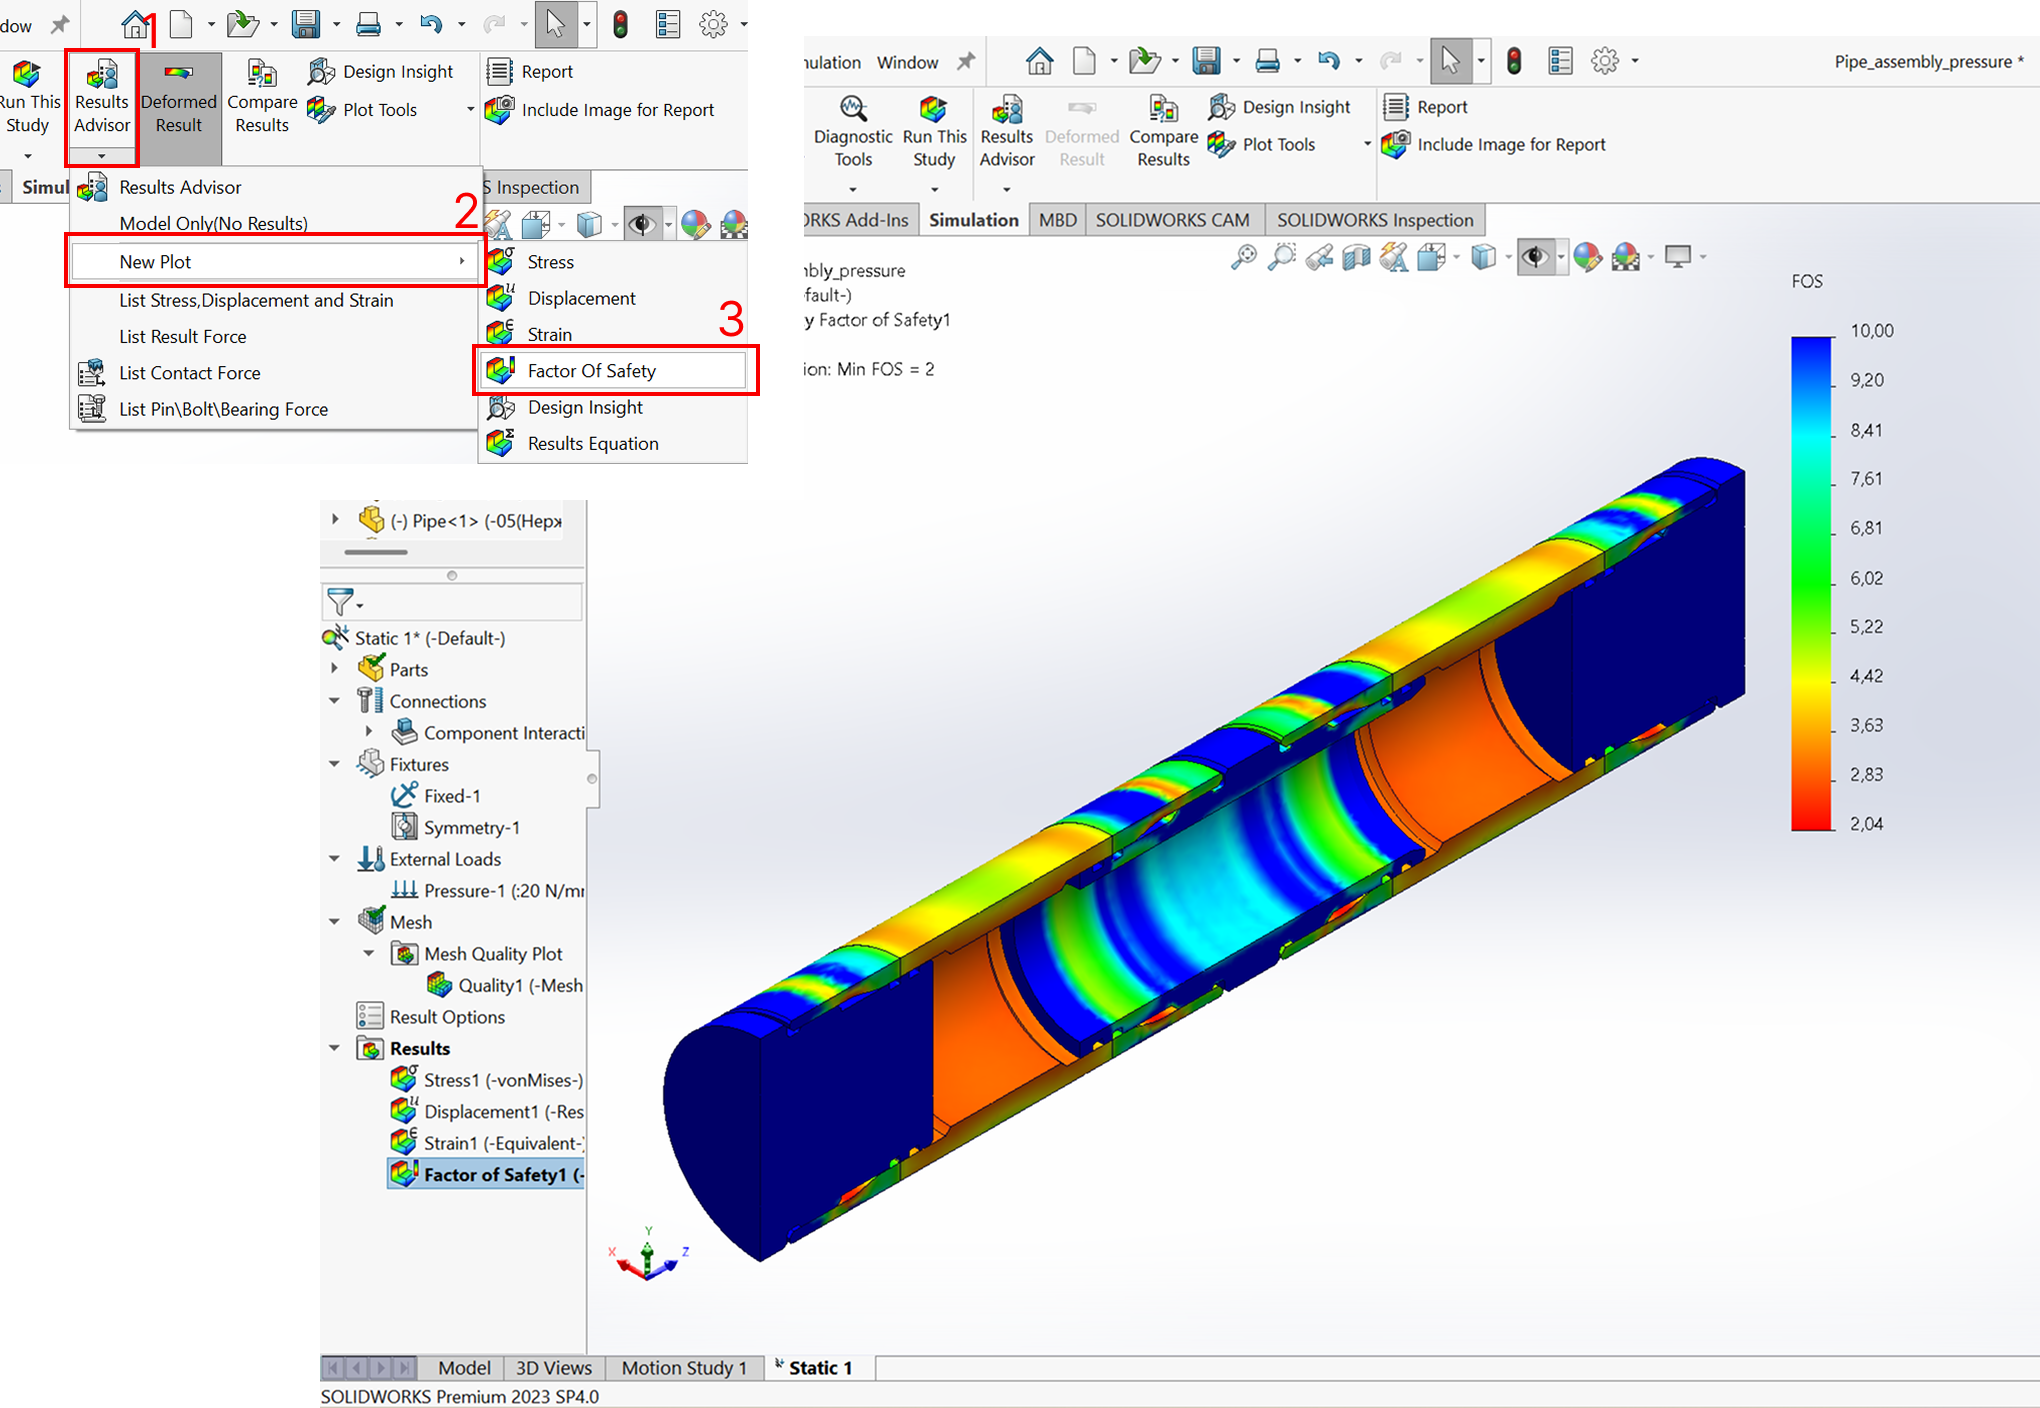 dow
1
Run This
Study
Results
Advisor
Deformed
Result
Compare
Results
Design Insight
Plot Tools
Report
Include Image for Report
Simul
S Inspection
Results Advisor
Model Only(No Results)
2
New Plot
List Stress,Displacement and Strain
List Result Force
List Contact Force
List Pin\Bolt\Bearing Force
Stress
Displacement
Strain
3
Factor Of Safety
Design Insight
Results Equation
nulation Window
Pipe_assembly_pressure *
Diagnostic
Tools
Run This
Study
Results
Advisor
Deformed
Result
Compare
Results
Design Insight
Plot Tools
Report
Include Image for Report
ORKS Add-Ins
Simulation
MBD
SOLIDWORKS CAM
SOLIDWORKS Inspection
nbly_pressure
fault-)
y Factor of Safety1
ion: Min FOS = 2
FOS
10,00
9,20
8,41
7,61
6,81
6,02
5,22
4,42
3,63
2,83
2,04
(-) Pipe<1> (-05(Нерж
Static 1* (-Default-)
Parts
Connections
Component Interacti
Fixtures
Fixed-1
Symmetry-1
External Loads
Pressure-1 (:20 N/mm
Mesh
Mesh Quality Plot
Quality1 (-Mesh
Result Options
Results
Stress1 (-vonMises-)
Displacement1 (-Res
Strain1 (-Equivalent-)
Factor of Safety1 (-
Y
X
Z
Model
3D Views
Motion Study 1
Static 1
SOLIDWORKS Premium 2023 SP4.0